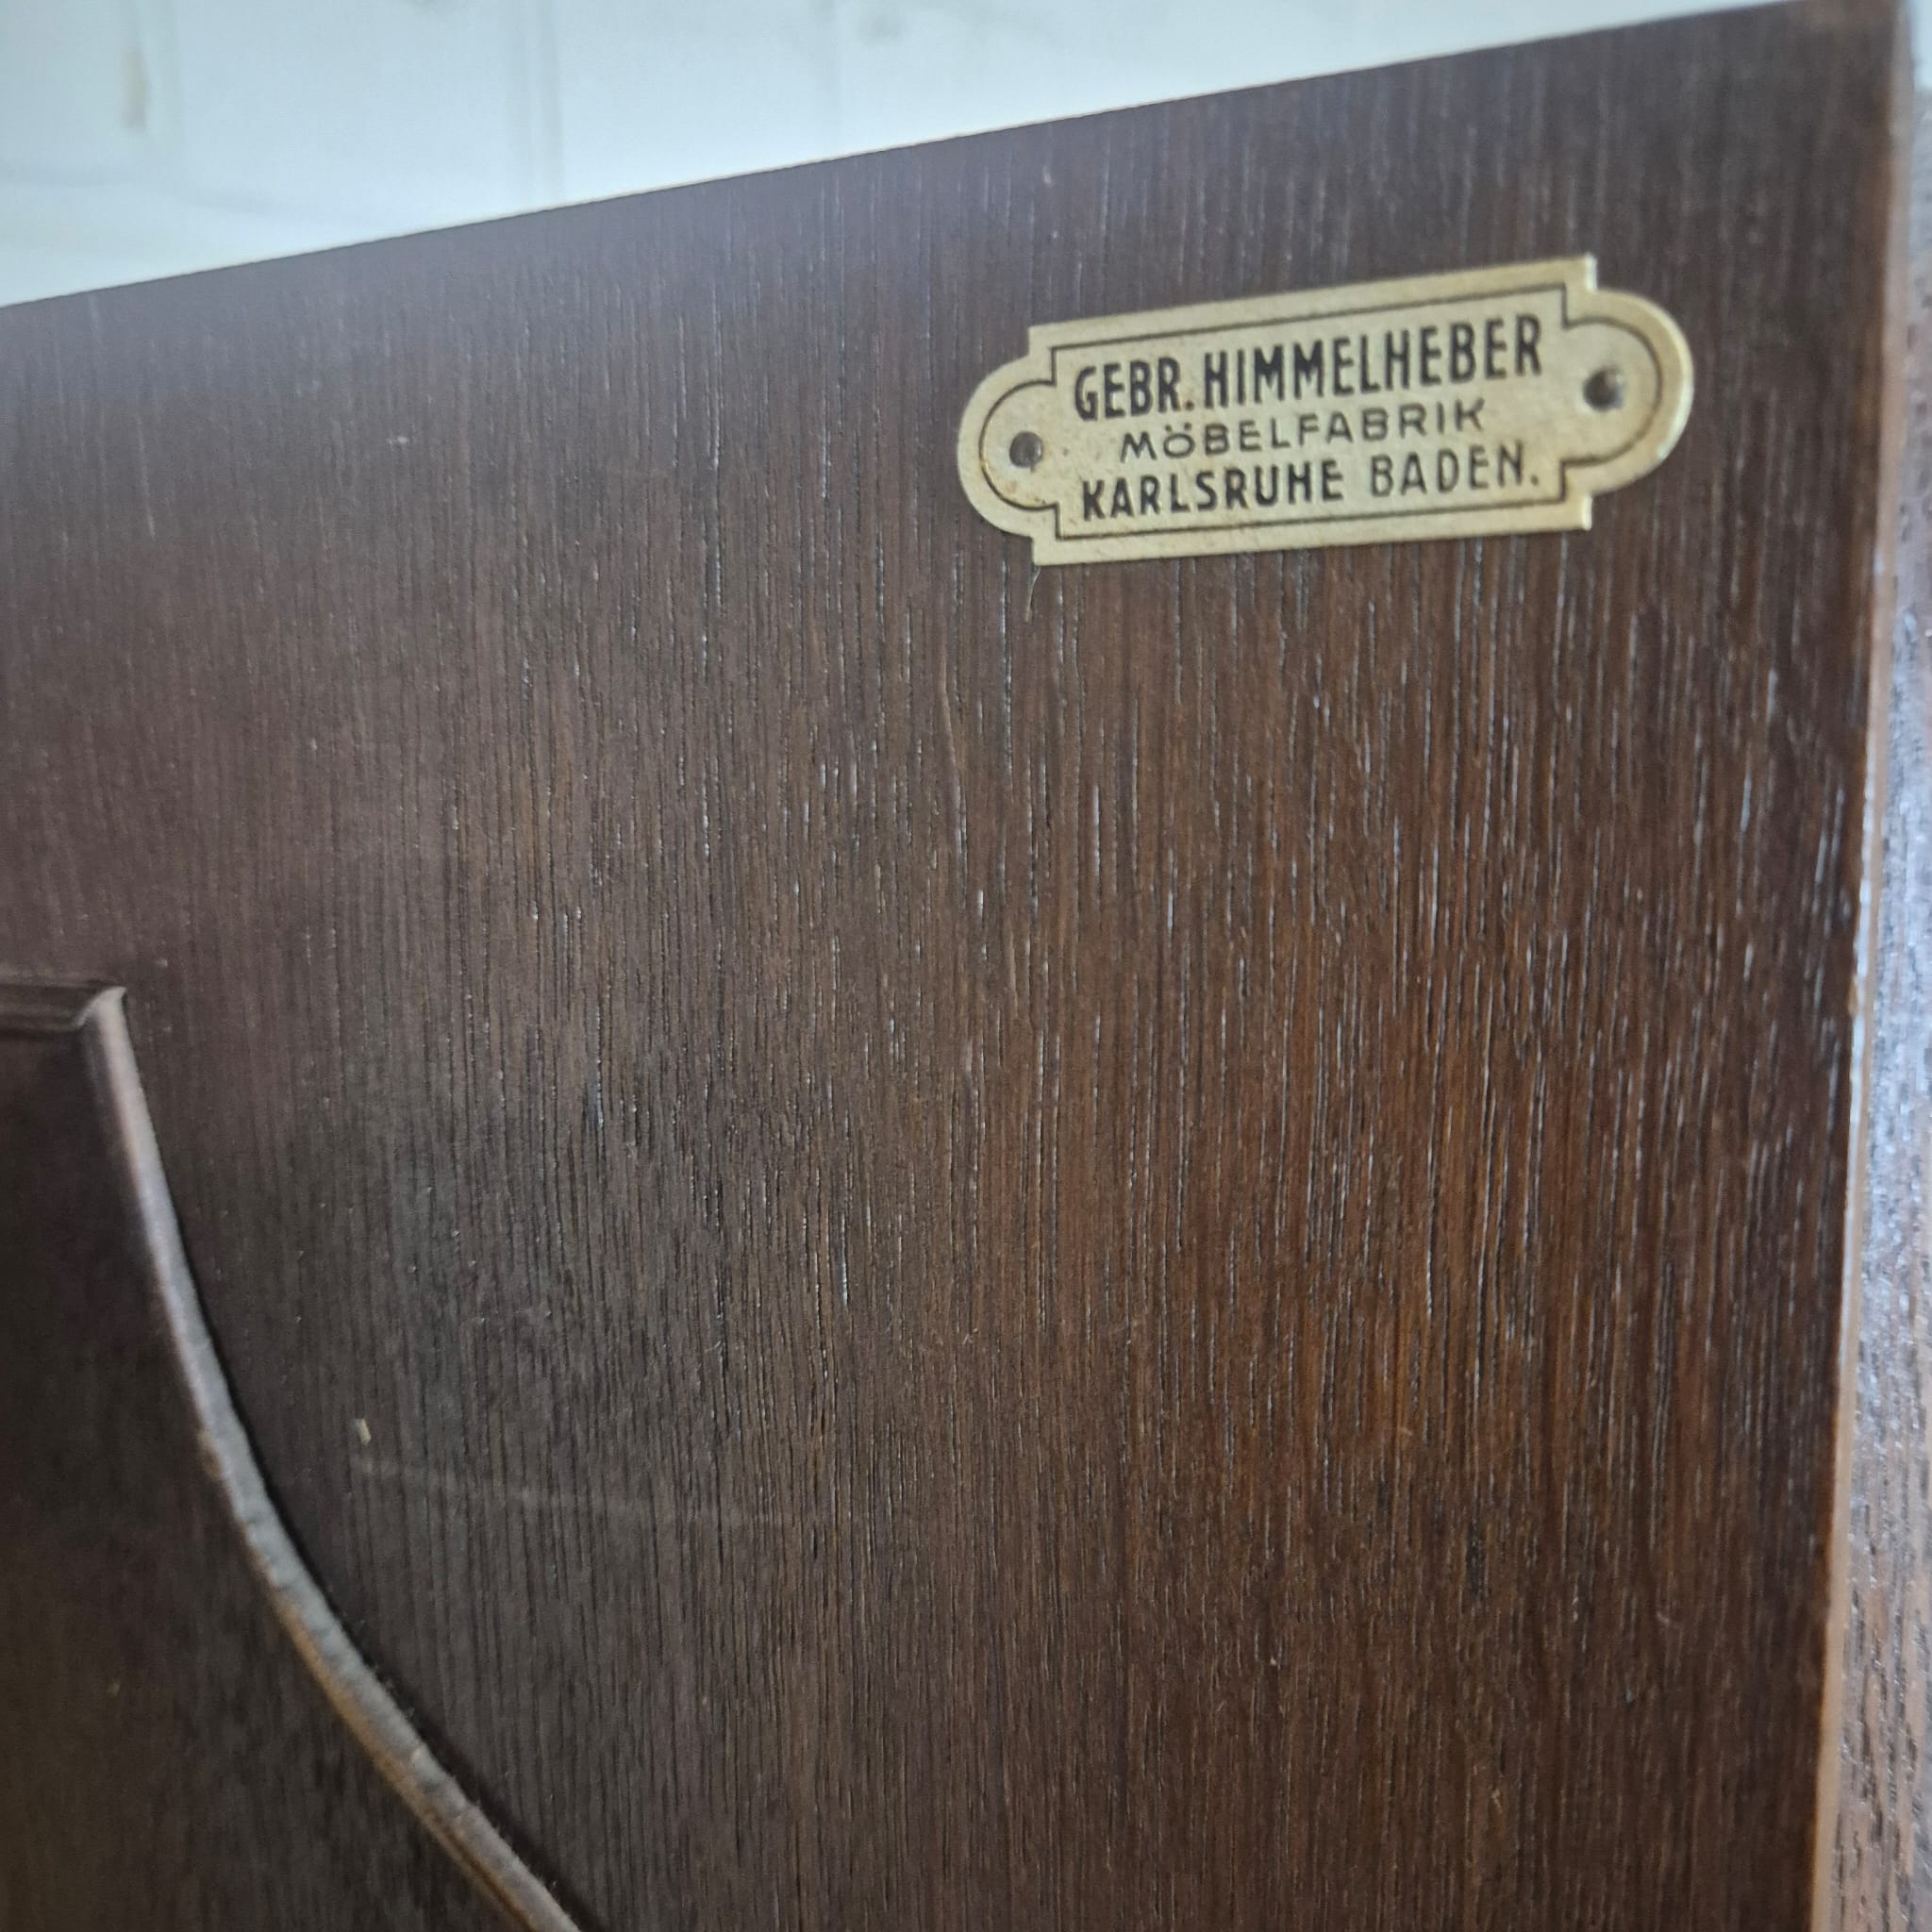 GEBR. HIMMELHEBER
MÖBELFABRIK
KARLSRUHE BADEN.